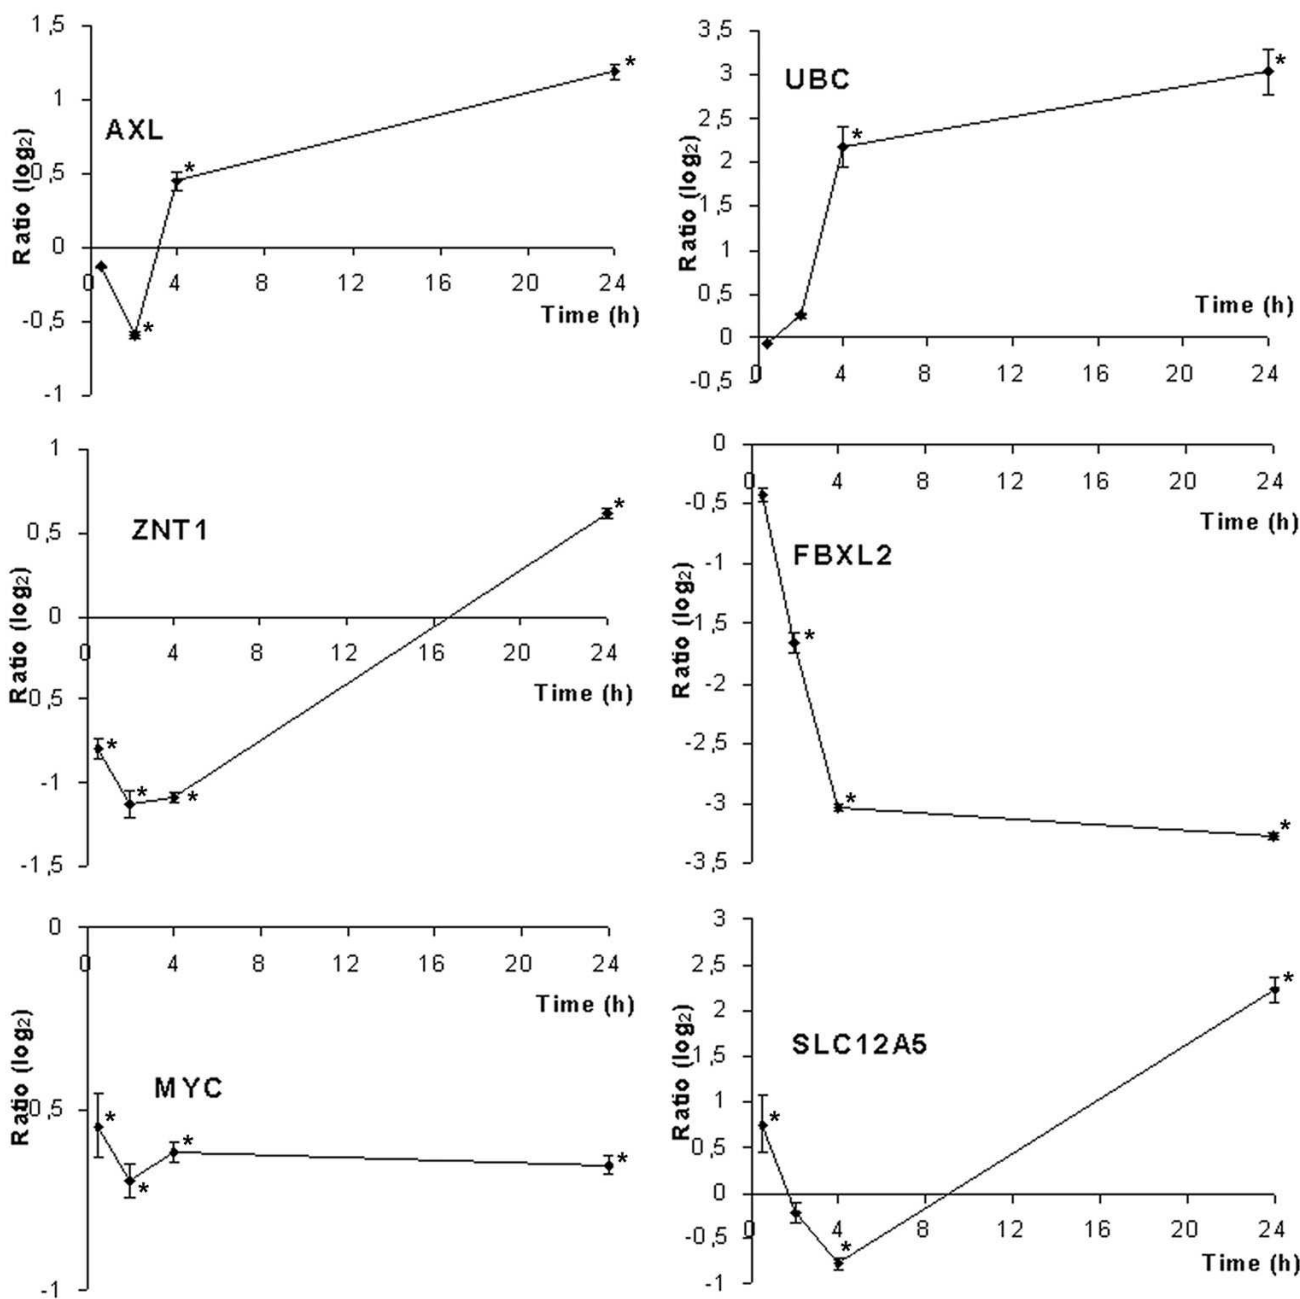 1,5
1
AXL
0,5
0
-0,5
-1
Ratio (log2)
0 4 8 12 16 20 24
Time (h)
*
*
*
3,5
3
UBC
2,5
2
1,5
1
0,5
0
-0,5
Ratio (log2)
0 4 8 12 16 20 24
Time (h)
*
*
1
ZNT1
0,5
0
0,5
-1
-1,5
Ratio (log2)
0 4 8 12 16 20 24
Time (h)
*
*
*
*
0
-0,5
FBXL2
-1
-1,5
-2
-2,5
-3
-3,5
Ratio (log2)
0 4 8 12 16 20 24
Time (h)
*
*
*
0
0 4 8 12 16 20 24
Time (h)
MYC
0,5
-1
Ratio (log2)
*
*
*
*
3
2,5
2
SLC12A5
1,5
1
0,5
0
-0,5
-1
Ratio (log2)
0 4 8 12 16 20 24
Time (h)
*
*
*